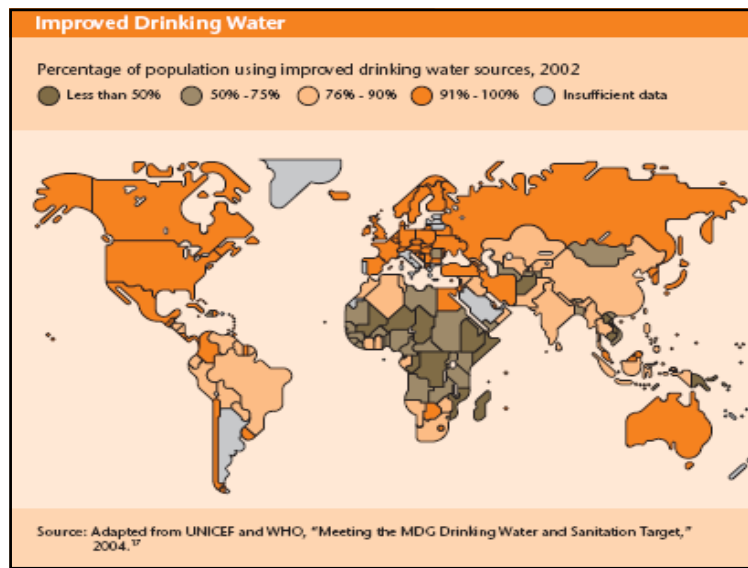 Improved Drinking Water
Percentage of population using improved drinking water sources, 2002
Less than 50% 50% -75% 76% - 90% 91% - 100% Insufficient data
Source: Adapted from UNICEF and WHO, "Meeting the MDG Drinking Water and Sanitation Target,"
2004.17